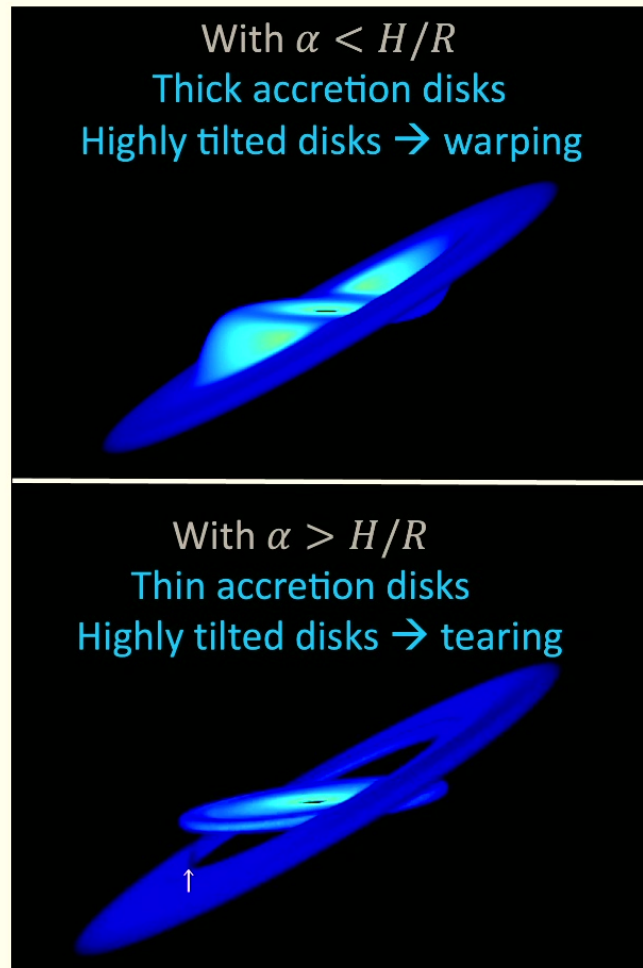 With α < H/R
Thick accretion disks
Highly tilted disks → warping
With α > H/R
Thin accretion disks
Highly tilted disks → tearing